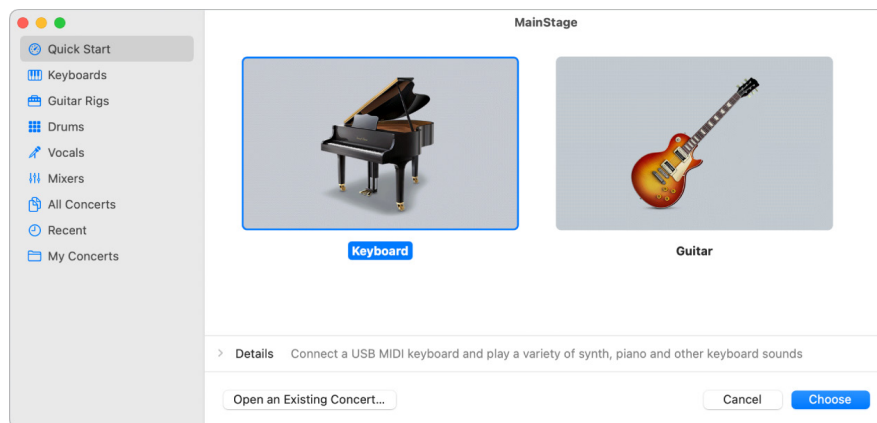 MainStage
Quick Start
Keyboards
Guitar Rigs
Drums
Vocals
Mixers
All Concerts
Recent
My Concerts
Keyboard
Guitar
Details Connect a USB MIDI keyboard and play a variety of synth, piano and other keyboard sounds
Open an Existing Concert...
Cancel
Choose